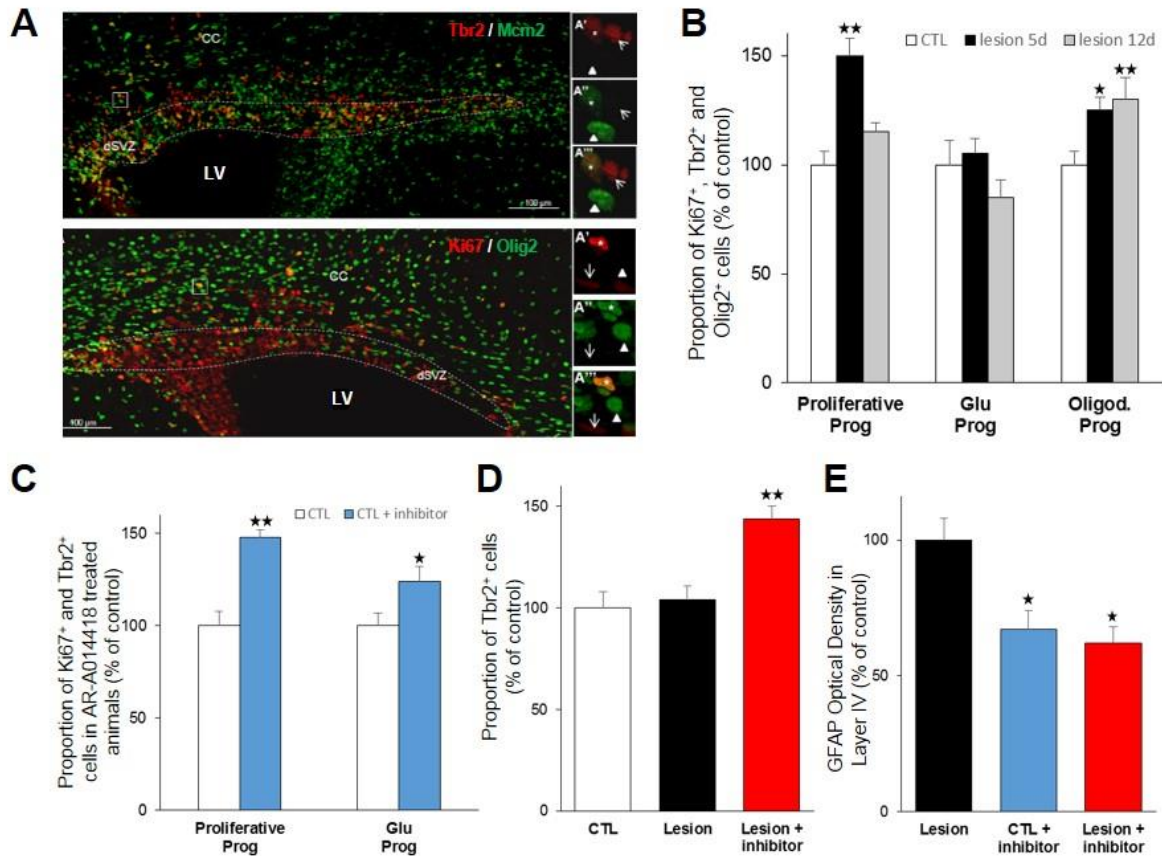 A
Tbr2 / Mcm2
CC
dSVZ
LV
100 µm
A'
A''
A'''
Ki67 / Olig2
CC
dSVZ
LV
100 µm
A'
A''
A'''
B
CTL lesion 5d lesion 12d
Proportion of Ki67⁺, Tbr2⁺ and
Olig2⁺ cells (% of control)
150
100
50
0
★★
★
★★
Proliferative
Prog
Glu
Prog
Oligod.
Prog
C
CTL CTL + inhibitor
Proportion of Ki67⁺ and Tbr2⁺
cells in AR-A014418 treated
animals (% of control)
150
100
50
0
★★
★
Proliferative
Prog
Glu
Prog
D
Proportion of Tbr2⁺ cells
(% of control)
150
100
50
0
★★
CTL
Lesion
Lesion +
inhibitor
E
GFAP Optical Density in
Layer IV (% of control)
100
50
0
★
★
Lesion
CTL +
inhibitor
Lesion +
inhibitor